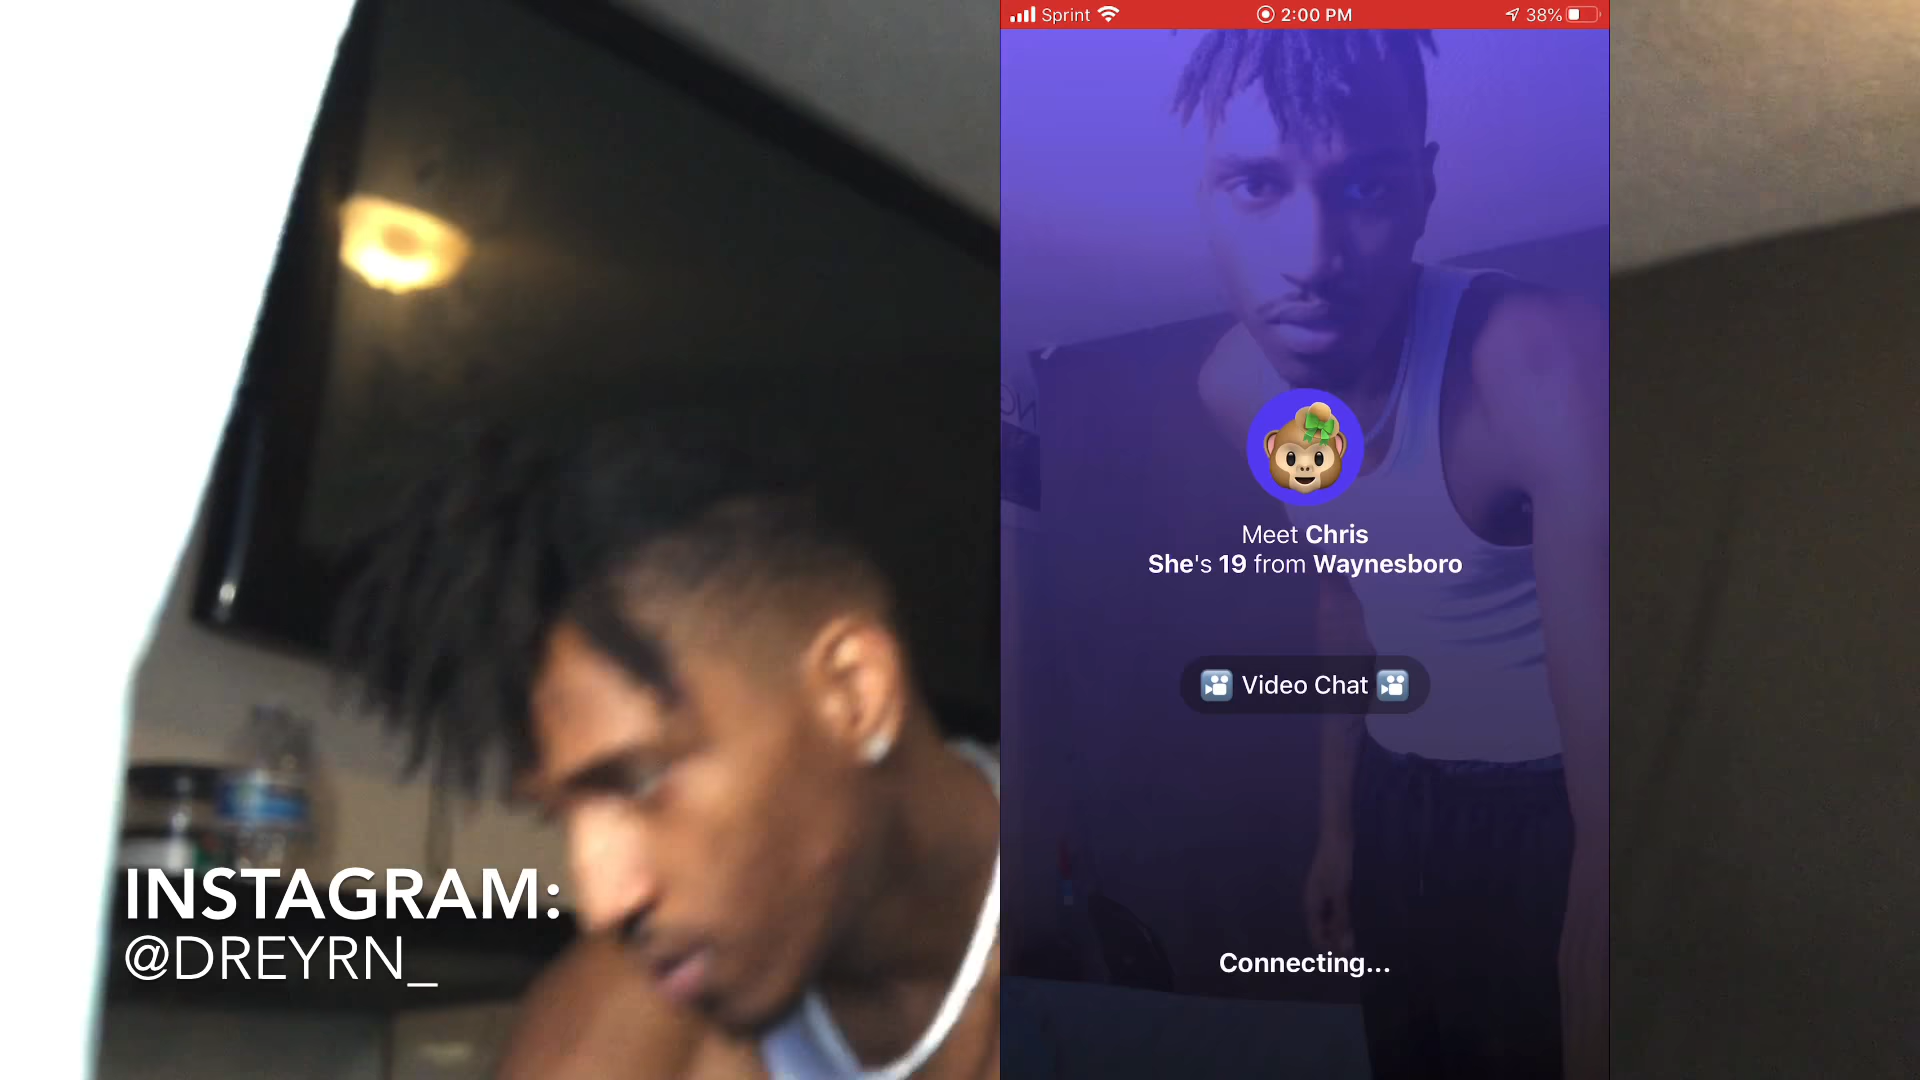 Sprint 2:00 PM 38%
Meet Chris
She's 19 from Waynesboro
Video Chat
Connecting...
INSTAGRAM:
@DREYRN_